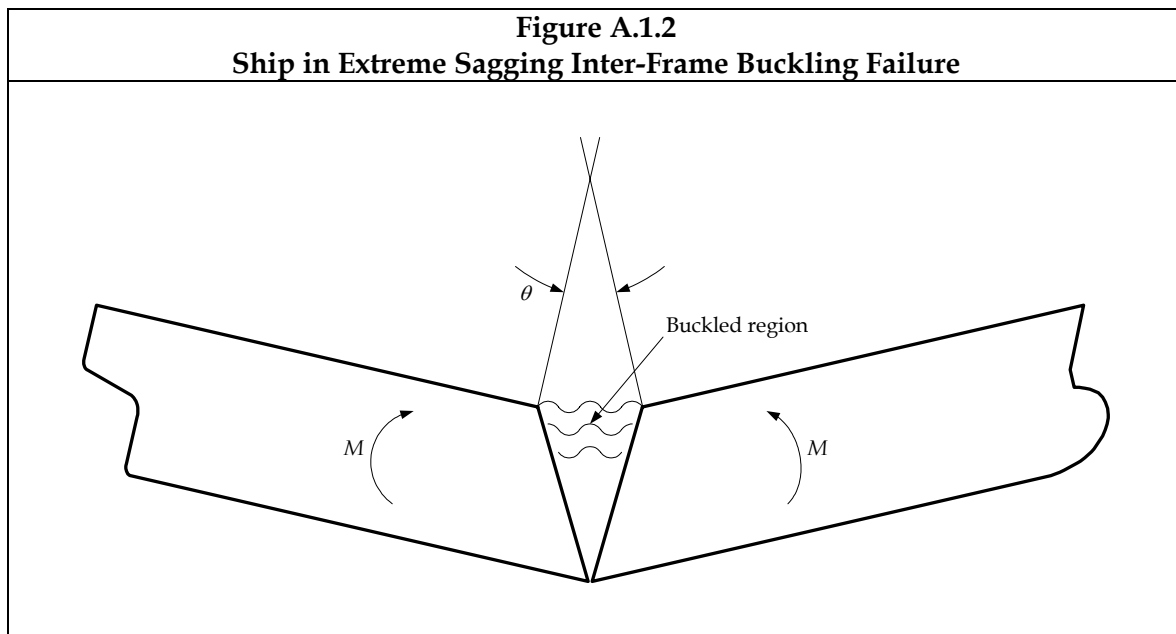 Figure A.1.2
Ship in Extreme Sagging Inter-Frame Buckling Failure
θ
Buckled region
M
M